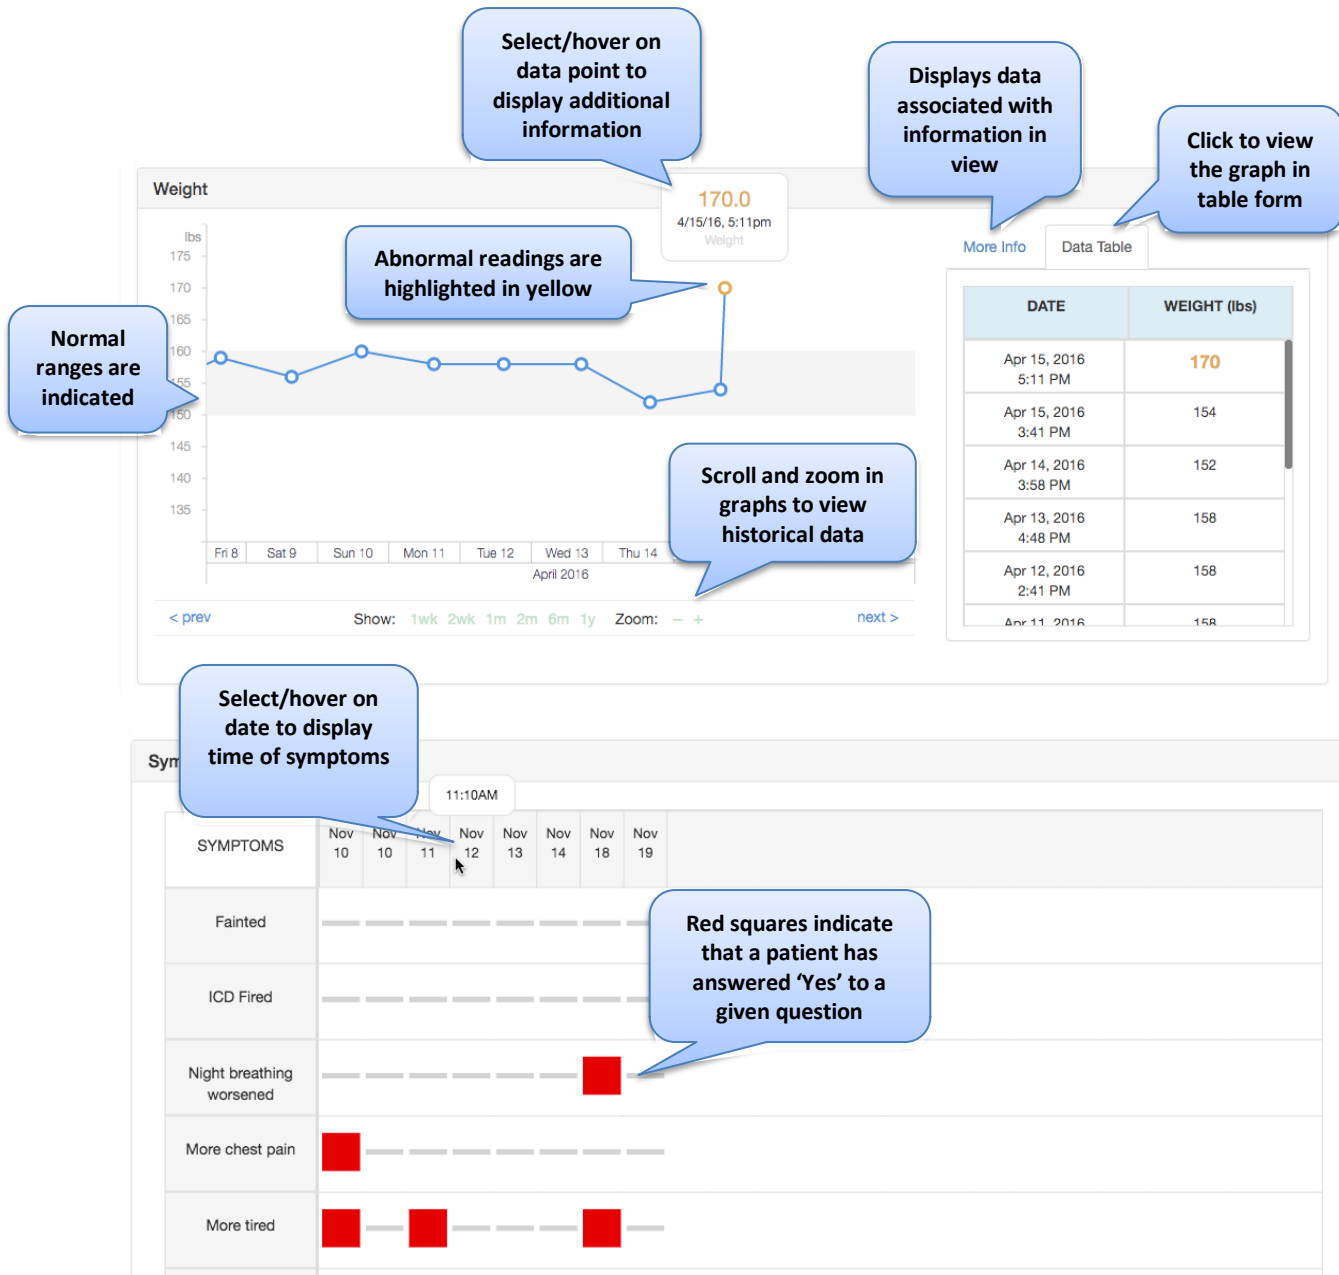 Select/hover on
data point to
display additional
information
Displays data
associated with
information in
view
Click to view
the graph in
table form
Weight
170.0
4/15/16, 5:11pm
Weight
More Info
Data Table
lbs
175
170
165
160
155
150
145
140
135
Abnormal readings are
highlighted in yellow
Normal
ranges are
indicated
Scroll and zoom in
graphs to view
historical data
Fri 8 Sat 9 Sun 10 Mon 11 Tue 12 Wed 13 Thu 14
April 2016
< prev
Show: 1wk 2wk 1m 2m 6m 1y Zoom: − +
next >
DATE WEIGHT (lbs)
Apr 15, 2016
5:11 PM
170
Apr 15, 2016
3:41 PM
154
Apr 14, 2016
3:58 PM
152
Apr 13, 2016
4:48 PM
158
Apr 12, 2016
2:41 PM
158
Apr 11, 2016
158
Select/hover on
date to display
time of symptoms
Sym
11:10AM
SYMPTOMS
Nov
10
Nov
10
Nov
11
Nov
12
Nov
13
Nov
14
Nov
18
Nov
19
Fainted
ICD Fired
Night breathing
worsened
More chest pain
More tired
Red squares indicate
that a patient has
answered ‘Yes’ to a
given question